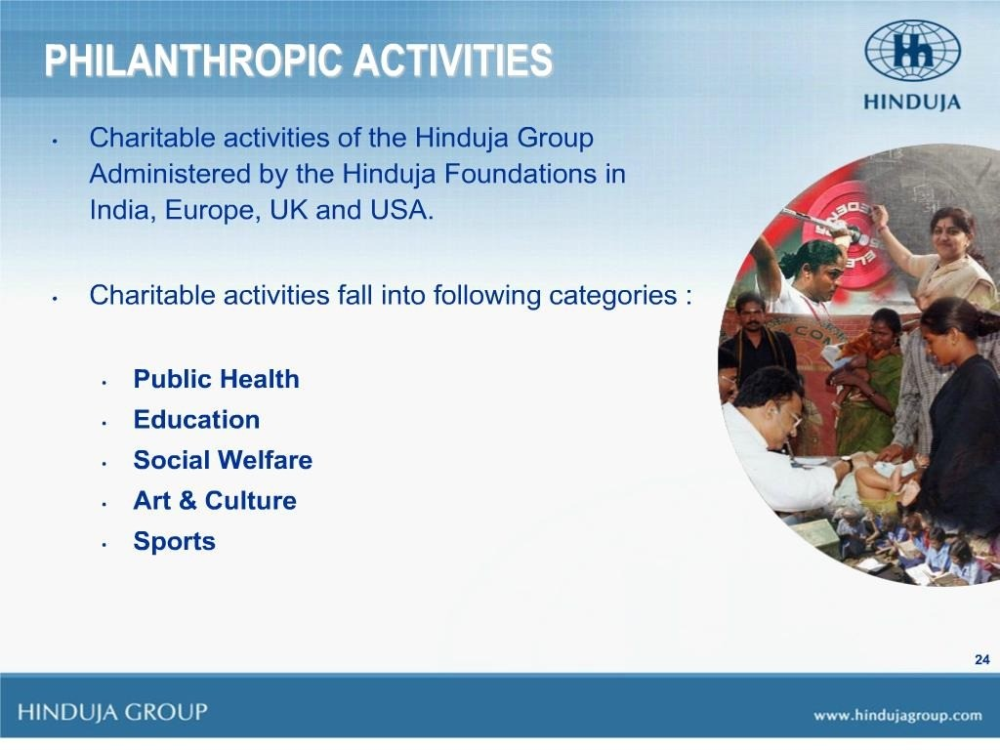 PHILANTHROPIC ACTIVITIES
HINDUJA
• Charitable activities of the Hinduja Group
Administered by the Hinduja Foundations in
India, Europe, UK and USA.
• Charitable activities fall into following categories :
• Public Health
• Education
• Social Welfare
• Art & Culture
• Sports
24
HINDUJA GROUP
www.hindujagroup.com